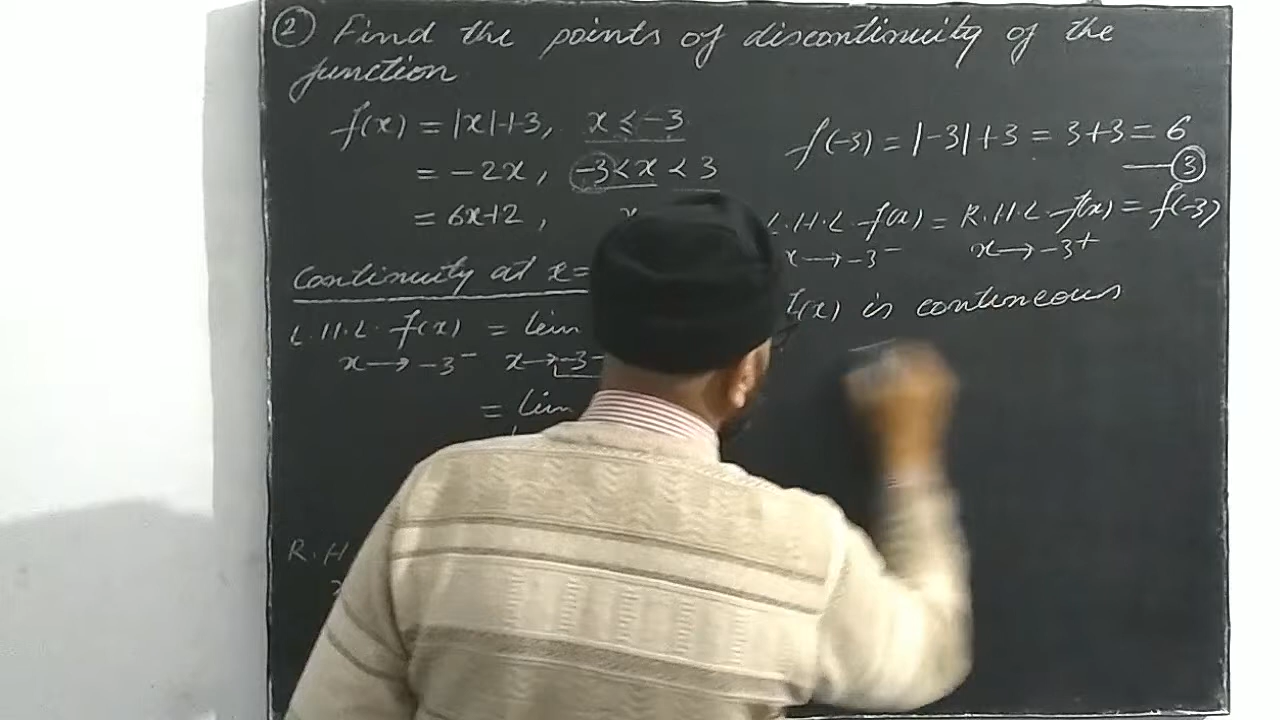 ② Find the points of discontinuity of the
function
f(x) = |x|+3, x ≤ -3
= -2x, -3 < x < 3
= 6x+2, x
Continuity at x =
L.H.L. f(x) = lim
x → -3⁻ x → -3
= lim
R.H
f(-3) = |-3| + 3 = 3+3 = 6
— ③
L.H.L. f(x) = R.H.L. f(x) = f(-3)
x → -3⁻ x → -3⁺
f(x) is contineous